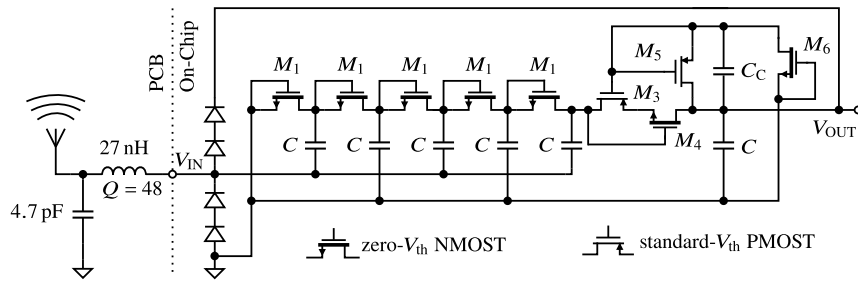 PCB
On-Chip
27 nH
Q = 48
4.7 pF
V_IN
M_1
M_1
M_1
M_1
M_1
C
C
C
C
C
M_3
M_4
M_5
C_C
M_6
C
V_OUT
zero-V_th NMOST
standard-V_th PMOST